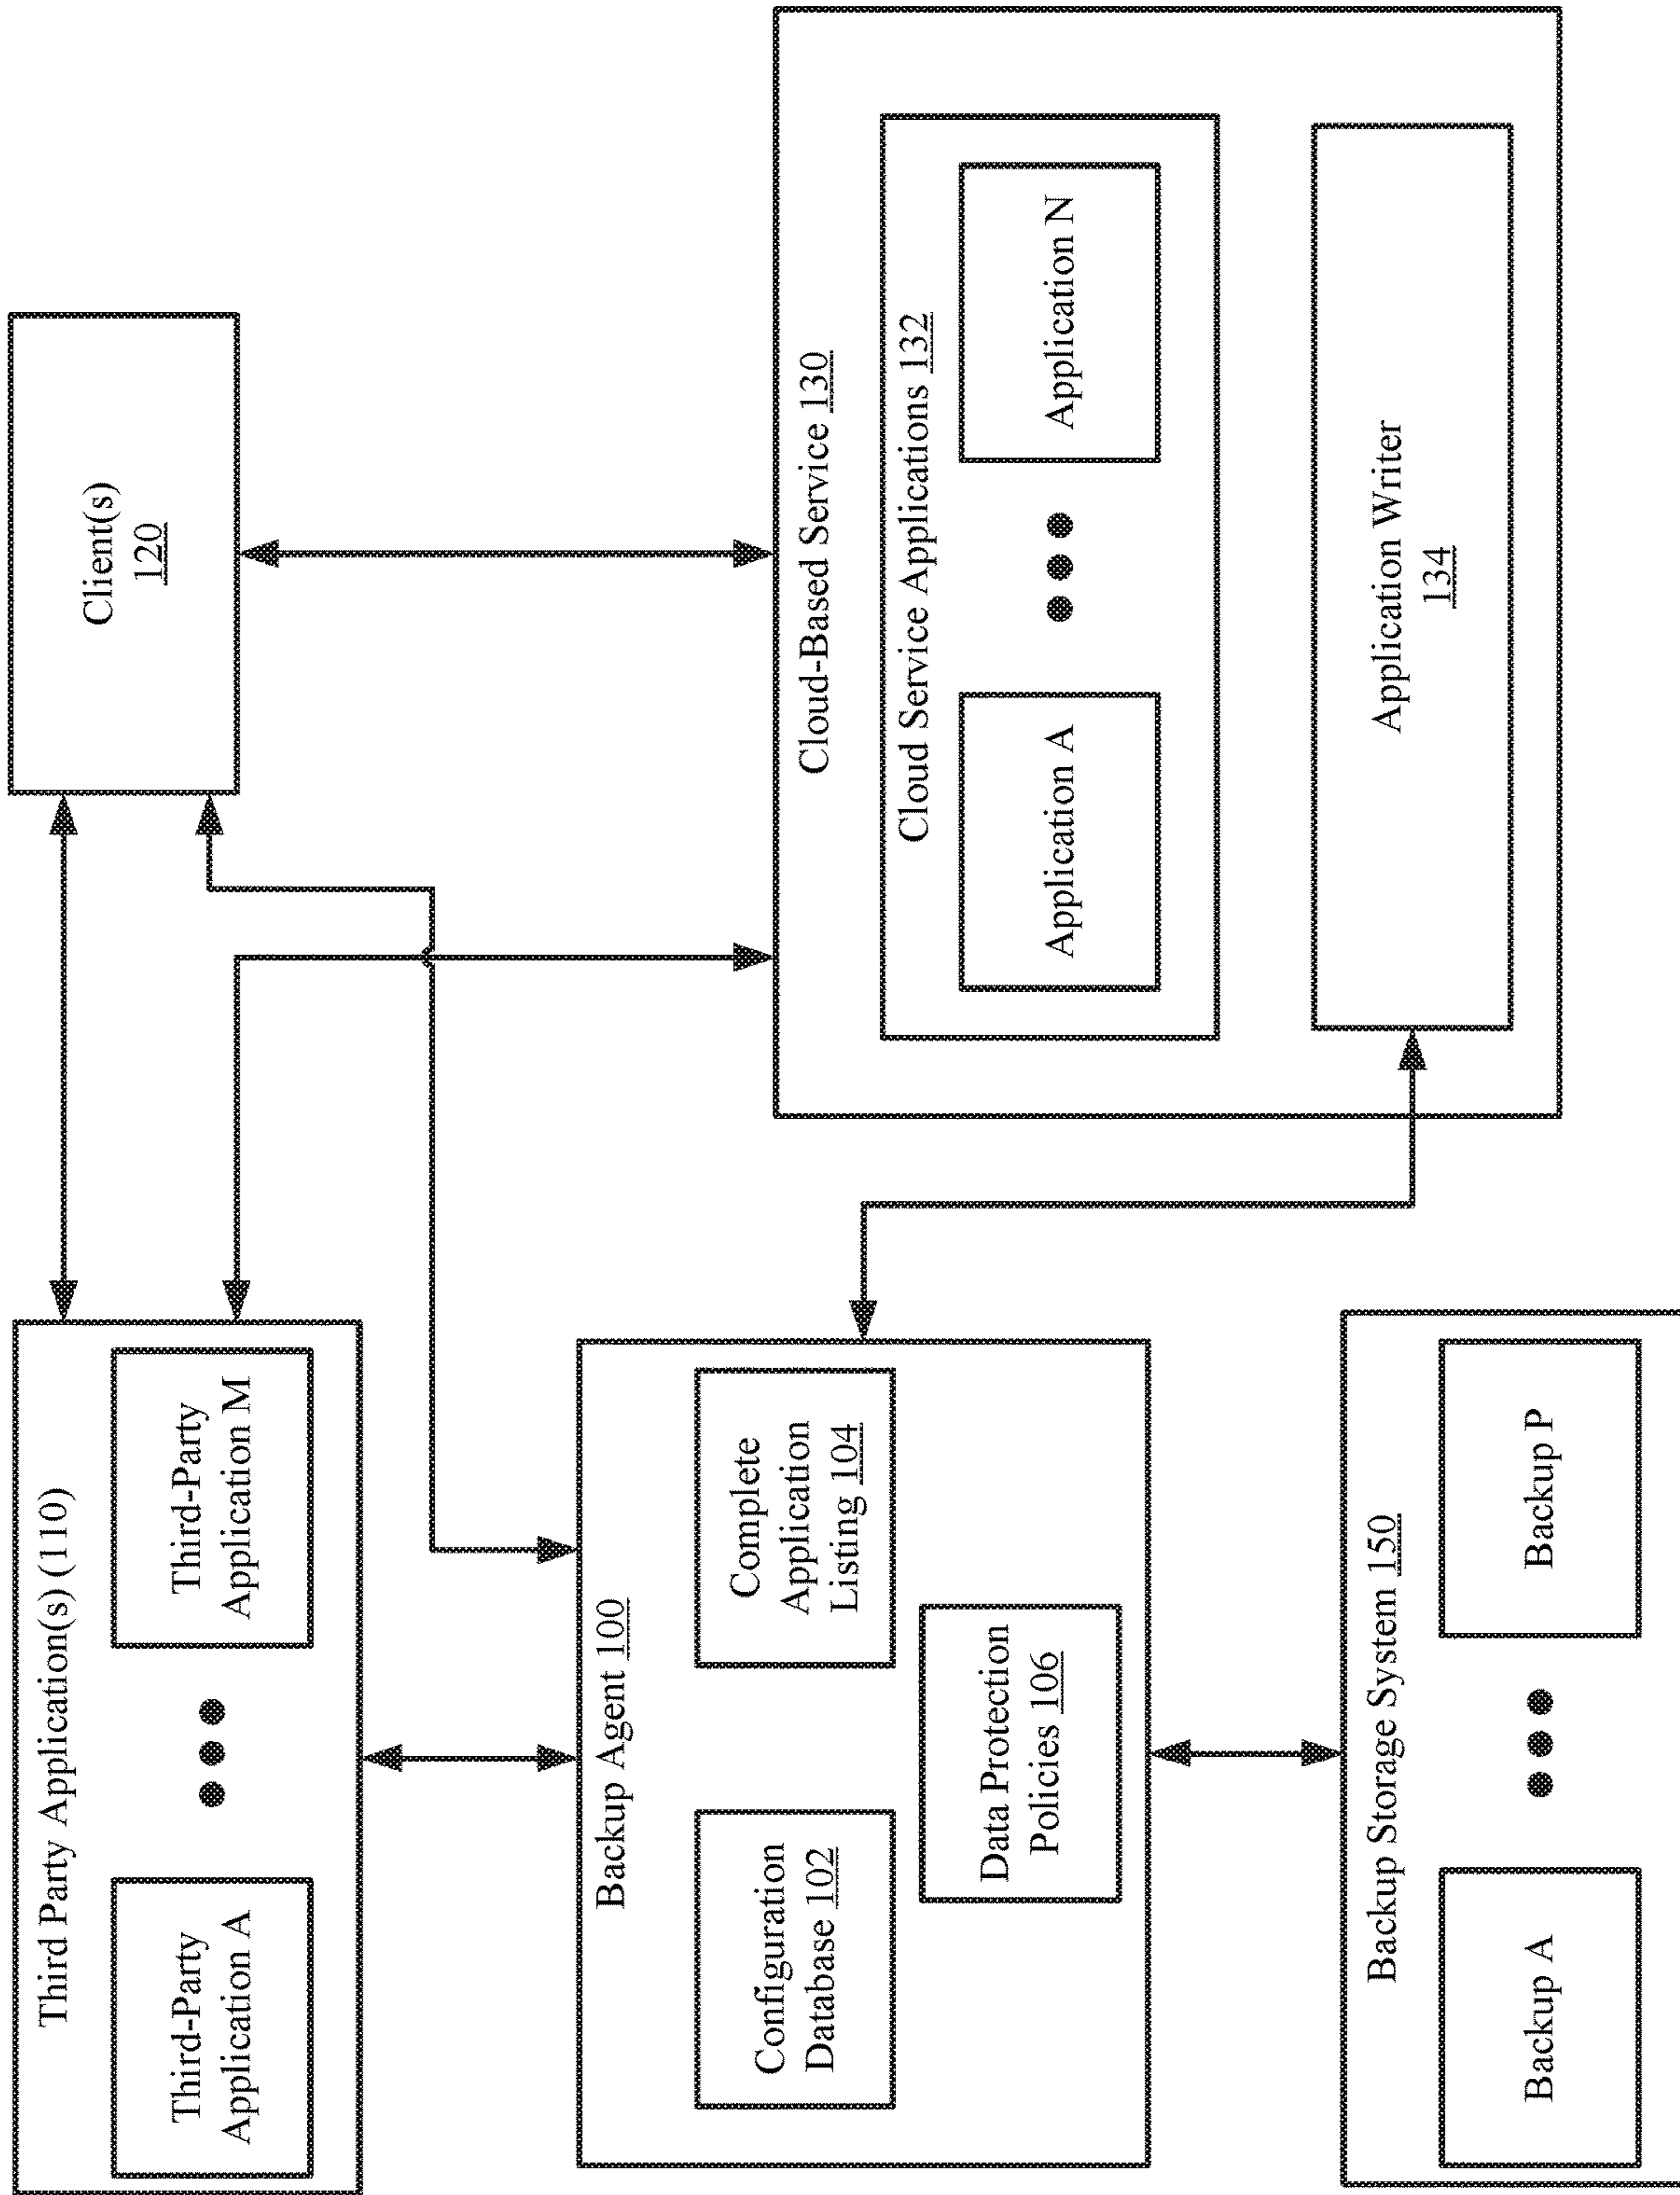 Third Party Application(s) (110)
Third-Party
Application A
Third-Party
Application M
Client(s)
120
Backup Agent 100
Configuration
Database 102
Complete
Application
Listing 104
Data Protection
Policies 106
Cloud-Based Service 130
Cloud Service Applications 132
Application A
Application N
Application Writer
134
Backup Storage System 150
Backup A
Backup P